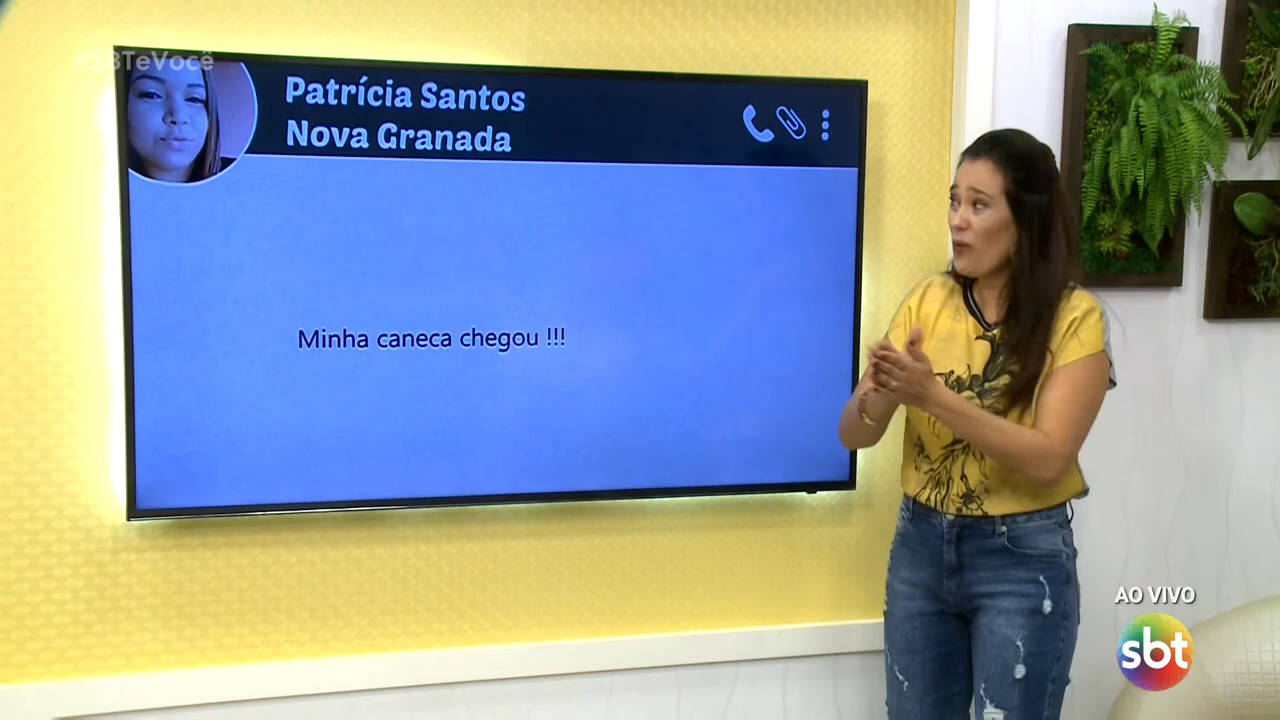 #SBTeVocê
Patrícia Santos
Nova Granada
Minha caneca chegou !!!
AO VIVO
sbt